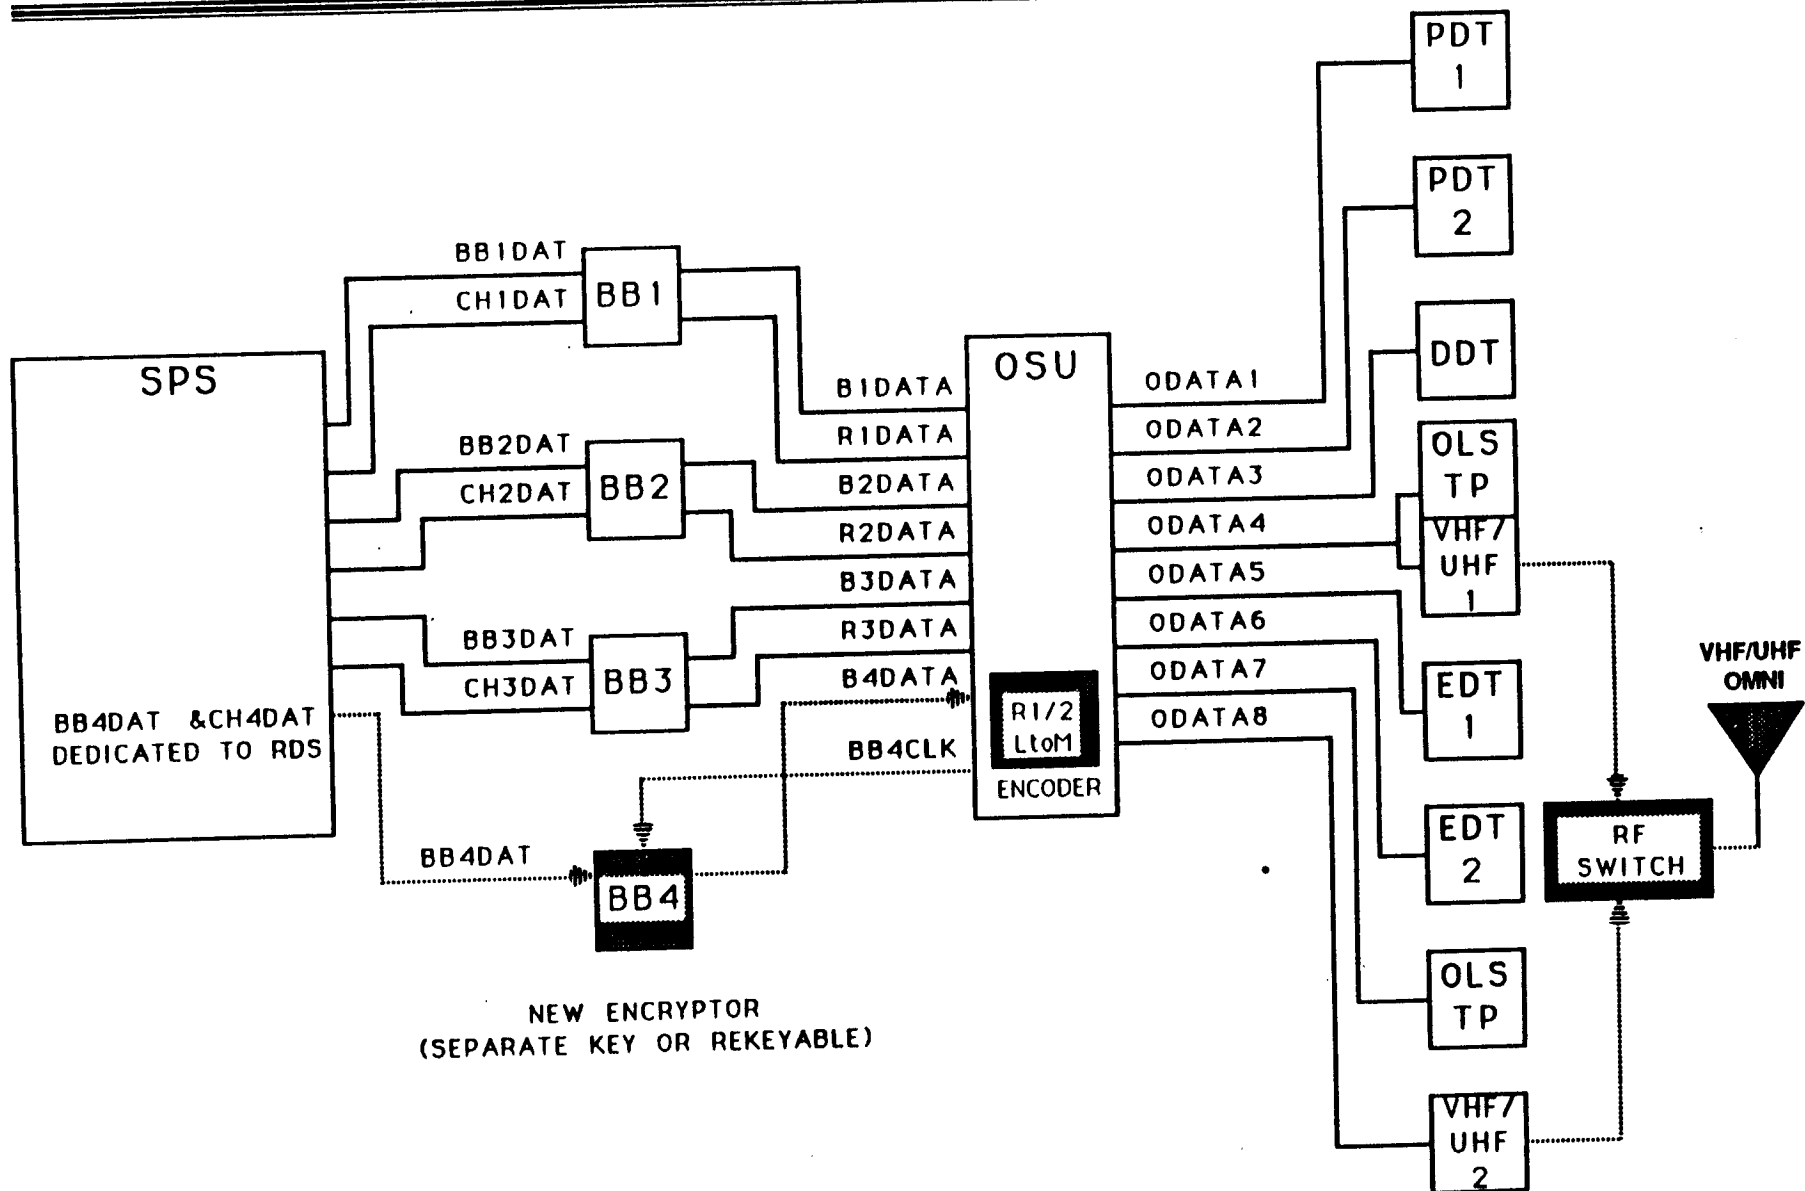 PDT
1
PDT
2
BB1DAT
CH1DAT
BB1
SPS
OSU
DDT
B1DATA
R1DATA
B2DATA
R2DATA
B3DATA
R3DATA
B4DATA
BB4CLK
ODATA1
ODATA2
ODATA3
ODATA4
ODATA5
ODATA6
ODATA7
ODATA8
BB2DAT
CH2DAT
BB2
OLS
TP
VHF/
UHF
1
BB3DAT
CH3DAT
BB3
BB4DAT &CH4DAT
DEDICATED TO RDS
R1/2
LtoM
ENCODER
EDT
1
VHF/UHF
OMNI
EDT
2
RF
SWITCH
BB4DAT
BB4
OLS
TP
NEW ENCRYPTOR
(SEPARATE KEY OR REKEYABLE)
VHF/
UHF
2